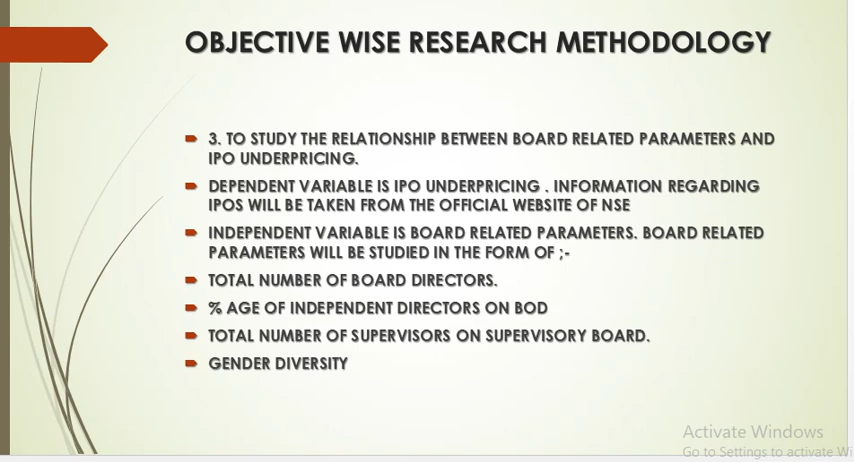 OBJECTIVE WISE RESEARCH METHODOLOGY
3. TO STUDY THE RELATIONSHIP BETWEEN BOARD RELATED PARAMETERS AND
IPO UNDERPRICING.
DEPENDENT VARIABLE IS IPO UNDERPRICING . INFORMATION REGARDING
IPOS WILL BE TAKEN FROM THE OFFICIAL WEBSITE OF NSE
INDEPENDENT VARIABLE IS BOARD RELATED PARAMETERS. BOARD RELATED
PARAMETERS WILL BE STUDIED IN THE FORM OF ;-
TOTAL NUMBER OF BOARD DIRECTORS.
% AGE OF INDEPENDENT DIRECTORS ON BOD
TOTAL NUMBER OF SUPERVISORS ON SUPERVISORY BOARD.
GENDER DIVERSITY
Activate Windows
Go to Settings to activate Wi